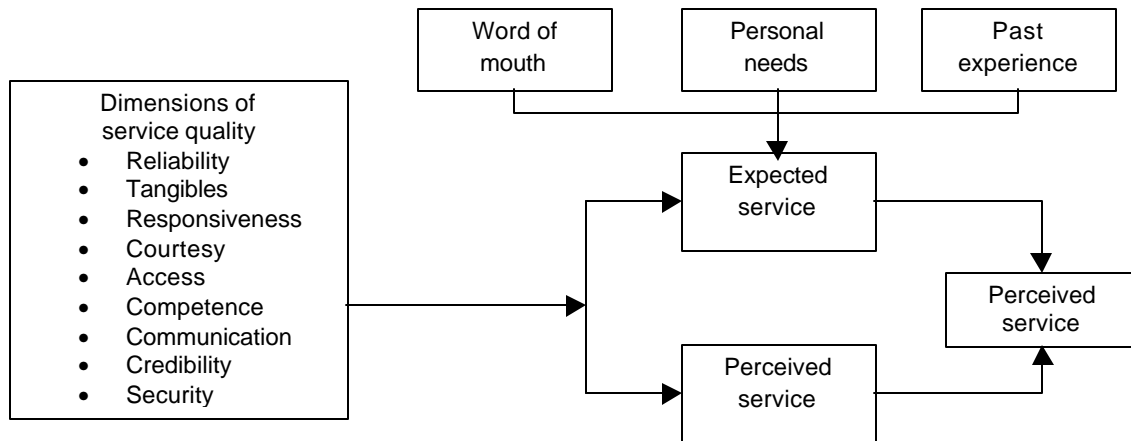 Word of
mouth
Personal
needs
Past
experience
Dimensions of
service quality
• Reliability
• Tangibles
• Responsiveness
• Courtesy
• Access
• Competence
• Communication
• Credibility
• Security
Expected
service
Perceived
service
Perceived
service